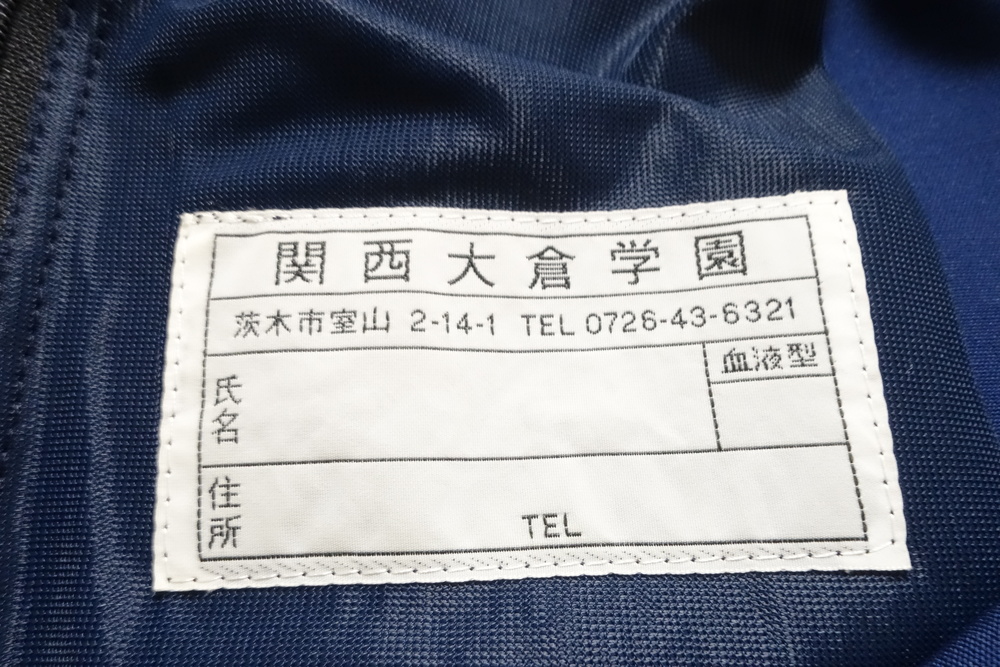 関西大倉学園
茨木市室山 2-14-1 TEL 0726-43-6321
氏名
血液型
住所
TEL